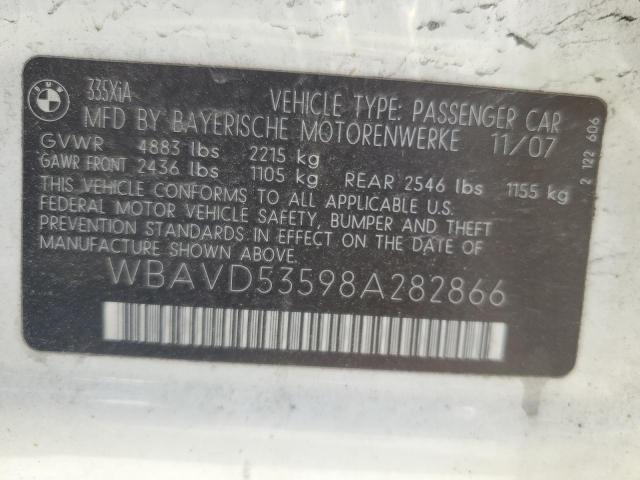 BMW
335XiA
VEHICLE TYPE: PASSENGER CAR
MFD BY BAYERISCHE MOTORENWERKE 11/07
GVWR 4883 lbs 2215 kg
GAWR FRONT 2436 lbs 1105 kg REAR 2546 lbs 1155 kg
THIS VEHICLE CONFORMS TO ALL APPLICABLE U.S.
FEDERAL MOTOR VEHICLE SAFETY, BUMPER AND THEFT
PREVENTION STANDARDS IN EFFECT ON THE DATE OF
MANUFACTURE SHOWN ABOVE.
WBAVD53598A282866
2 122 606